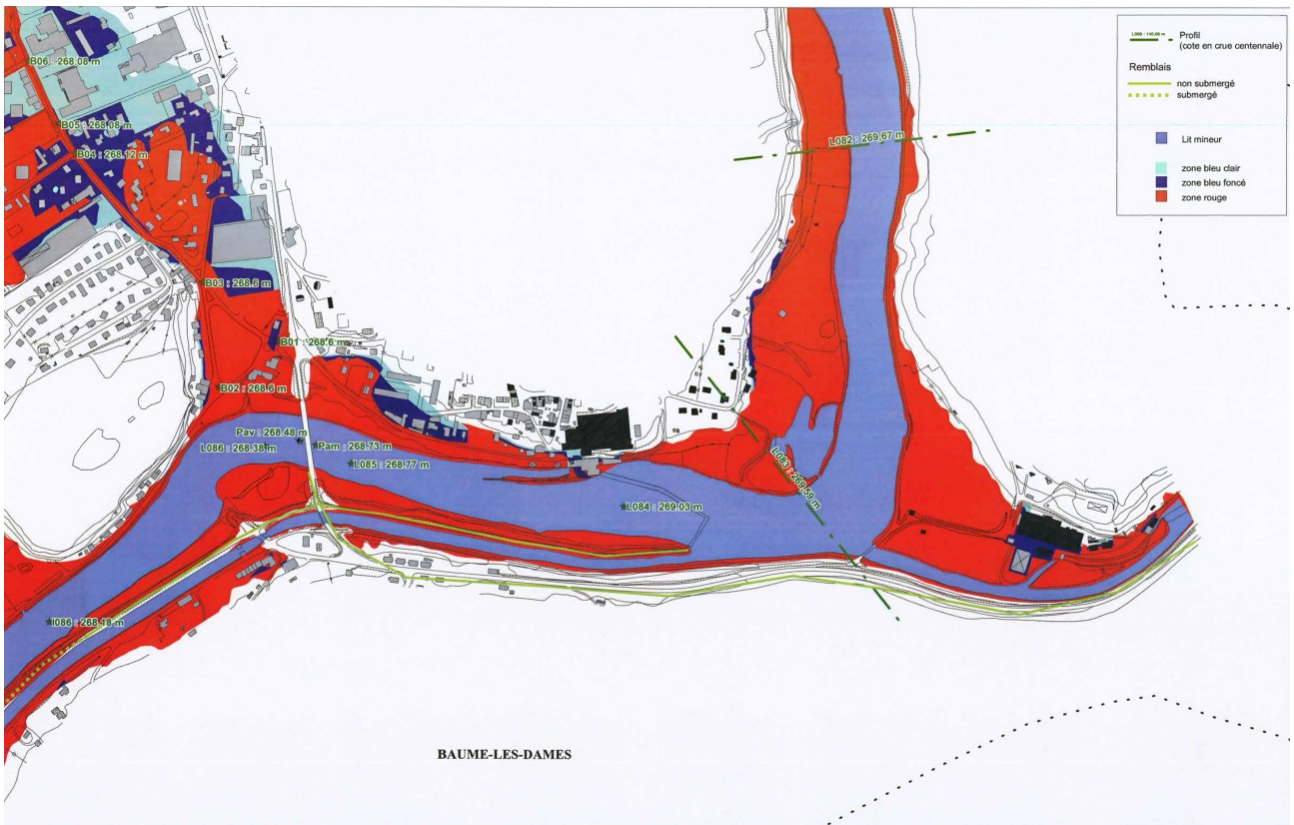 L082 : 269.67 m
L083 : 269.50 m
B06 : 268.08 m
B05 : 268.08 m
B04 : 268.12 m
B03 : 268.6 m
B01 : 268.6 m
B02 : 268.6 m
Pav : 268.48 m
L086 : 268.38 m
Pam : 268.73 m
L085 : 268.77 m
L084 : 269.03 m
I086 : 268.18 m
BAUME-LES-DAMES
Profil
(cote en crue centennale)
Remblais
non submergé
submergé
Lit mineur
zone bleu clair
zone bleu foncé
zone rouge